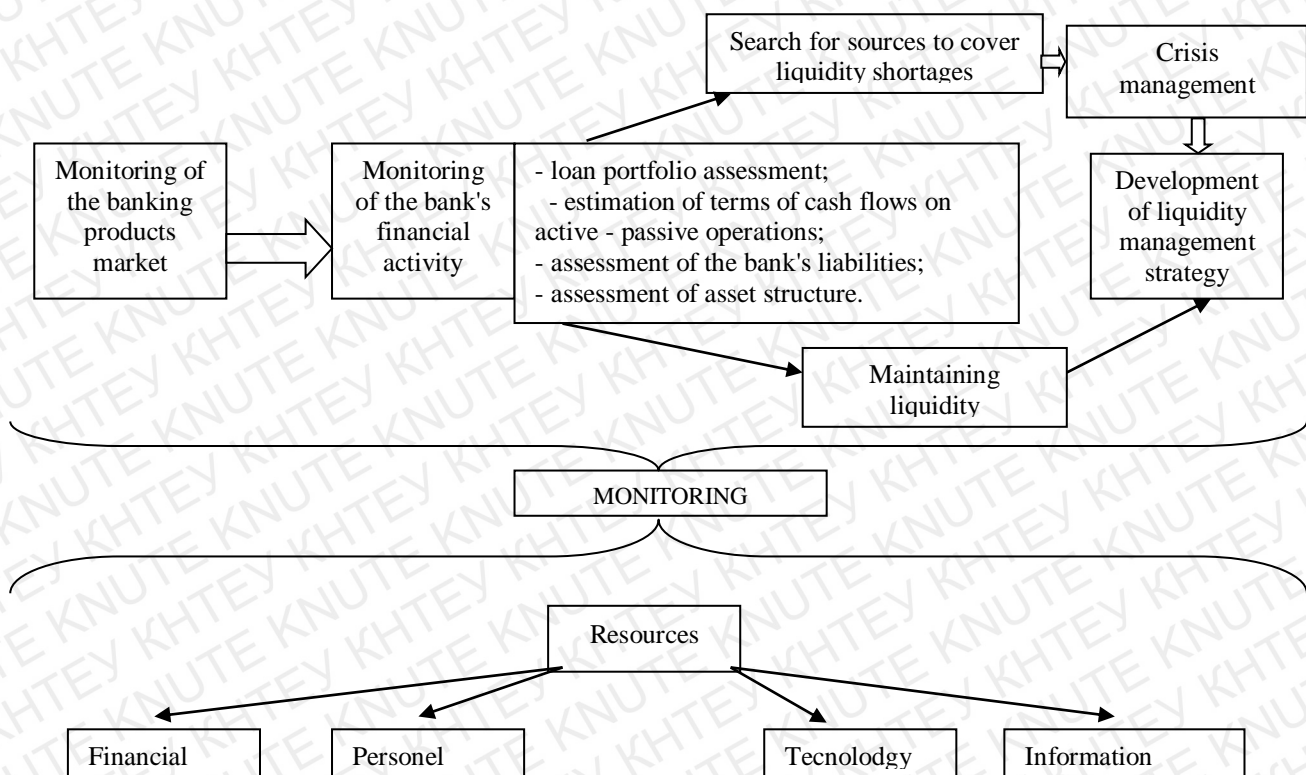 Search for sources to cover
liquidity shortages
Crisis
management
Monitoring of
the banking
products
market
Monitoring
of the bank's
financial
activity
- loan portfolio assessment;
- estimation of terms of cash flows on
active - passive operations;
- assessment of the bank's liabilities;
- assessment of asset structure.
Development
of liquidity
management
strategy
Maintaining
liquidity
MONITORING
Resources
Financial
Personel
Tecnolodgy
Information
KNUTE КНТЕУ